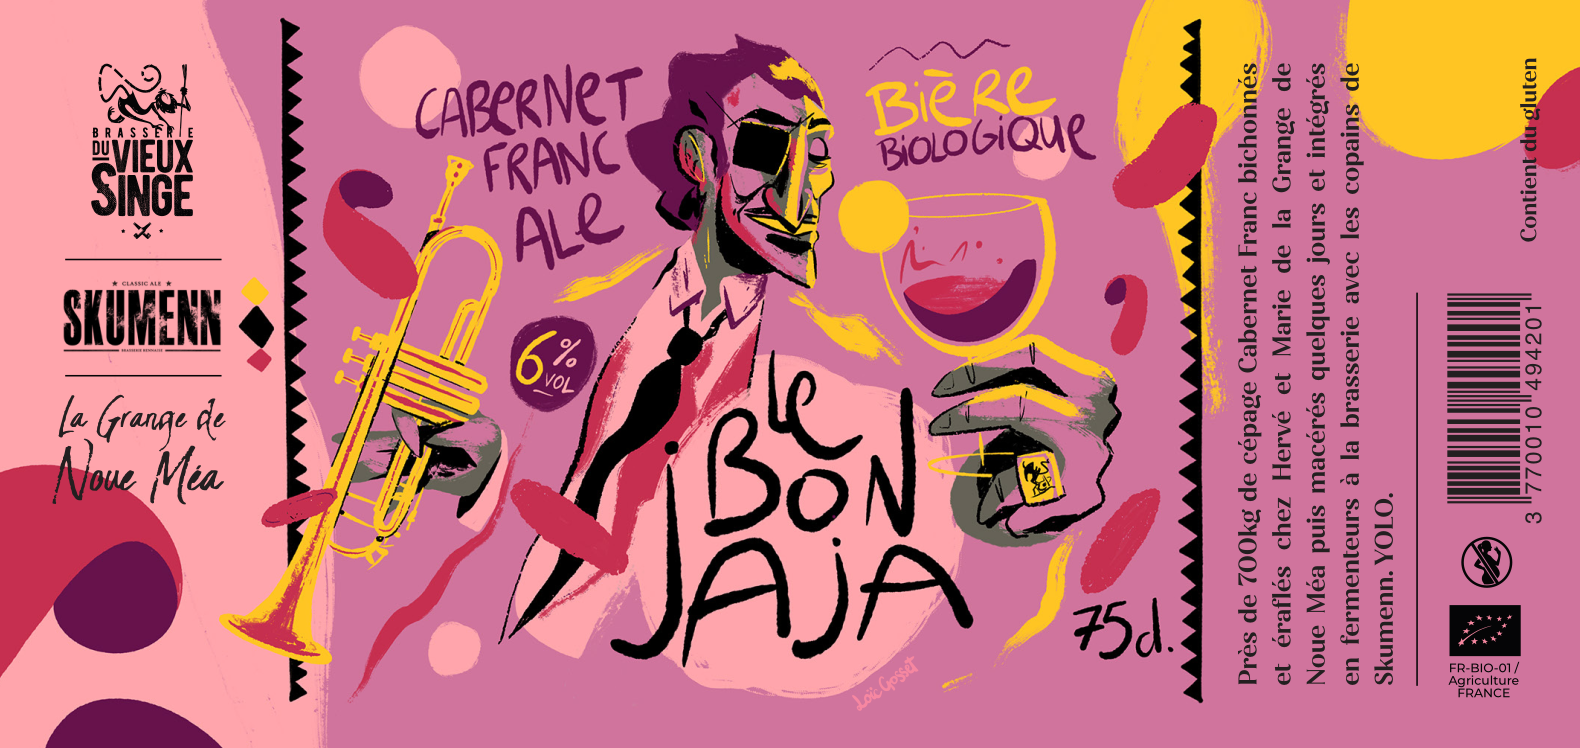 BRASSERIE
DU VIEUX
SINGE
CLASSIC ALE
SKUMENN
BRASSERIE RENNAISE
La Grange de
Noue Méa
CABERNET
FRANC
ALE
6%
VOL
BIÈRE
BIOLOGIQUE
LE
BON
JAJA
75cl.
Loïc Gosset
Près de 700kg de cépage Cabernet Franc bichonnés
et éraflés chez Hervé et Marie de la Grange de
Noue Méa puis macérés quelques jours et intégrés
en fermenteurs à la brasserie avec les copains de
Skumenn. YOLO.
Contient du gluten
3 770010 494201
FR-BIO-01 /
Agriculture
FRANCE